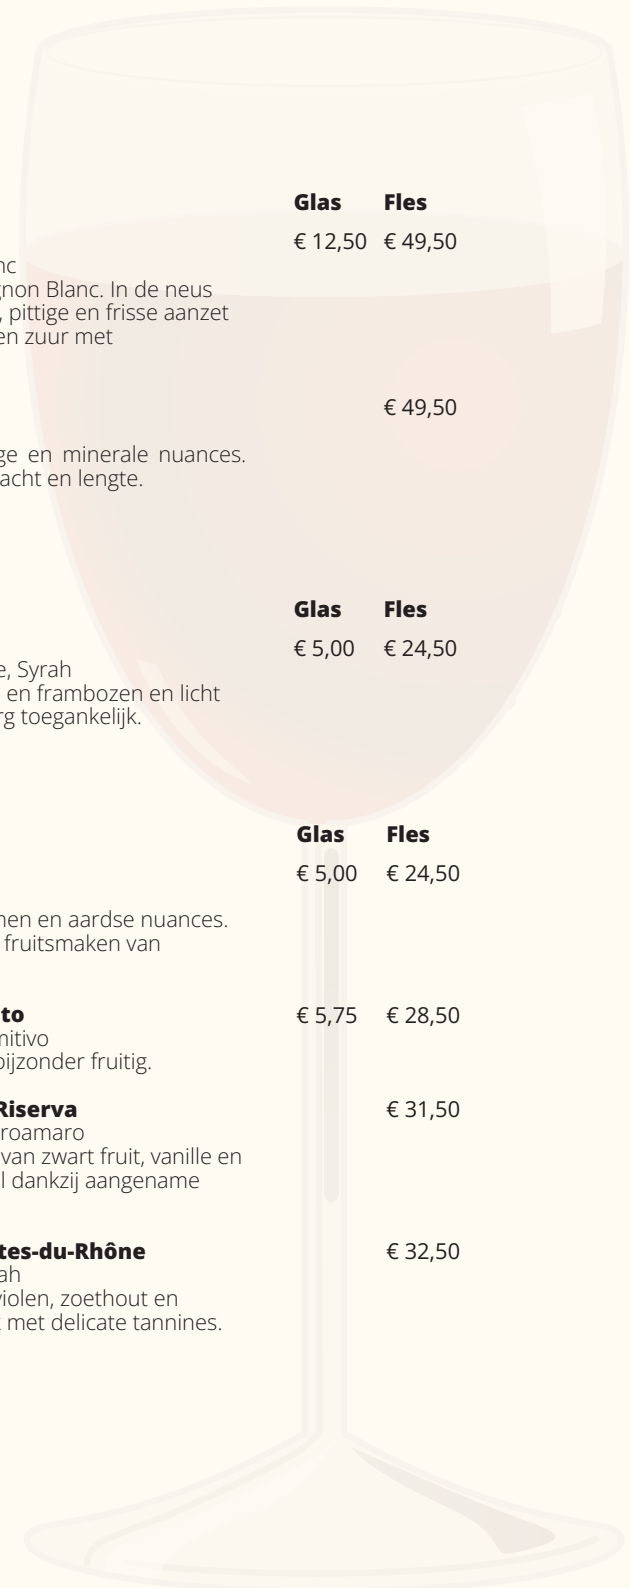 Glas Fles
€ 12,50 € 49,50
nc
gnon Blanc. In de neus
, pittige en frisse aanzet
en zuur met
€ 49,50
ge en minerale nuances.
acht en lengte.
Glas Fles
€ 5,00 € 24,50
e, Syrah
en frambozen en licht
rg toegankelijk.
Glas Fles
€ 5,00 € 24,50
nen en aardse nuances.
fruitsmaken van
to € 5,75 € 28,50
mitivo
bijzonder fruitig.
Riserva € 31,50
roamaro
van zwart fruit, vanille en
l dankzij aangename
tes-du-Rhône € 32,50
ah
violen, zoethout en
met delicate tannines.